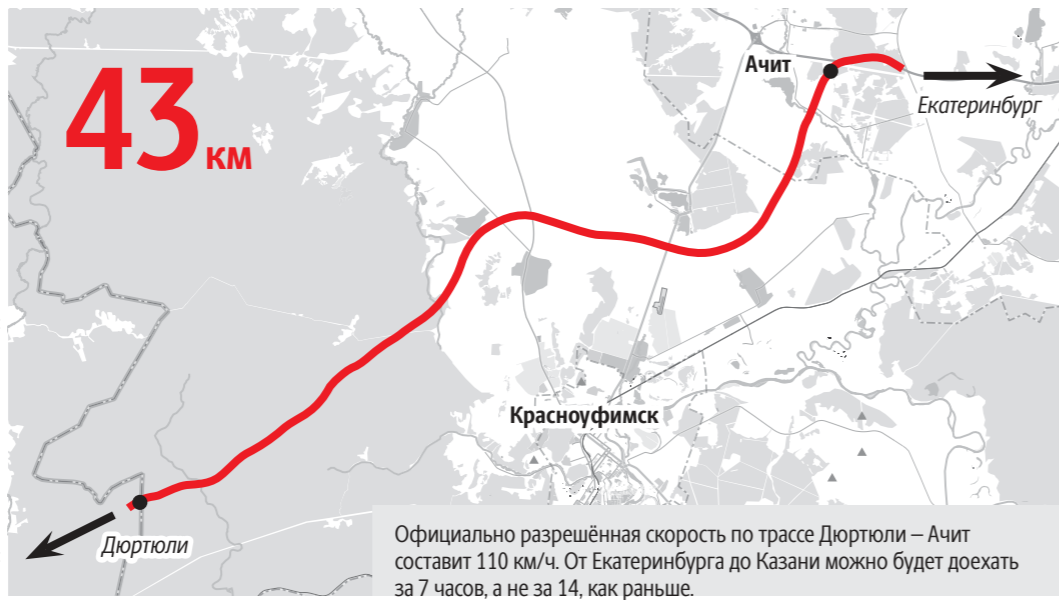 43 км
Ачит
Екатеринбург
Красноуфимск
Дюртюли
Официально разрешённая скорость по трассе Дюртюли – Ачит
составит 110 км/ч. От Екатеринбурга до Казани можно будет доехать
за 7 часов, а не за 14, как раньше.